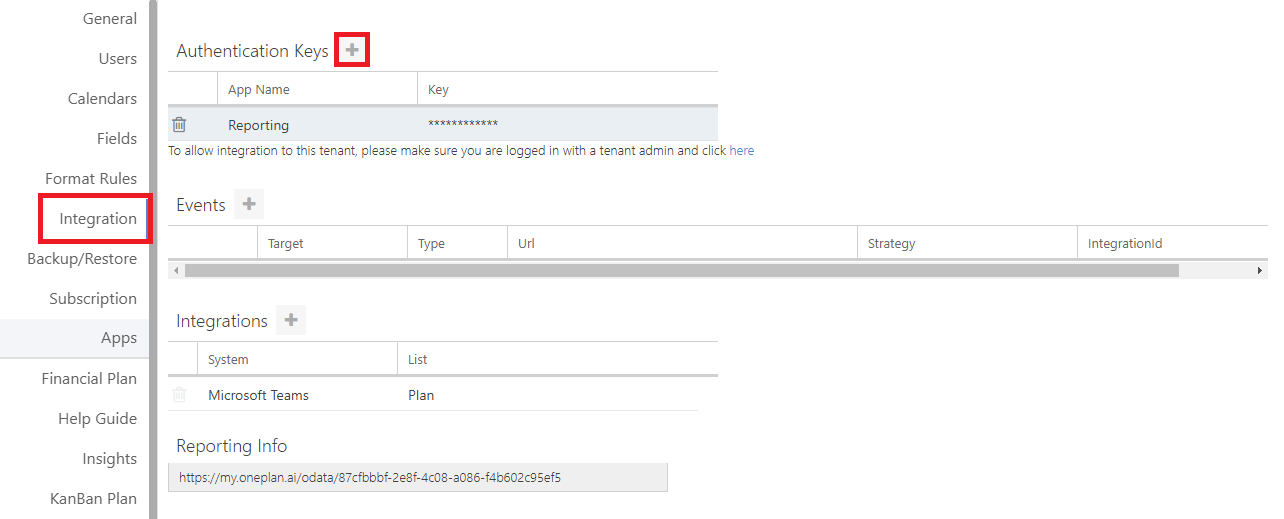 General
Users
Calendars
Fields
Format Rules
Integration
Backup/Restore
Subscription
Apps
Financial Plan
Help Guide
Insights
KanBan Plan
Authentication Keys +
App Name Key
Reporting ************
To allow integration to this tenant, please make sure you are logged in with a tenant admin and click here
Events +
Target Type Url Strategy IntegrationId
Integrations +
System List
Microsoft Teams Plan
Reporting Info
https://my.oneplan.ai/odata/87cfbbbf-2e8f-4c08-a086-f4b602c95ef5